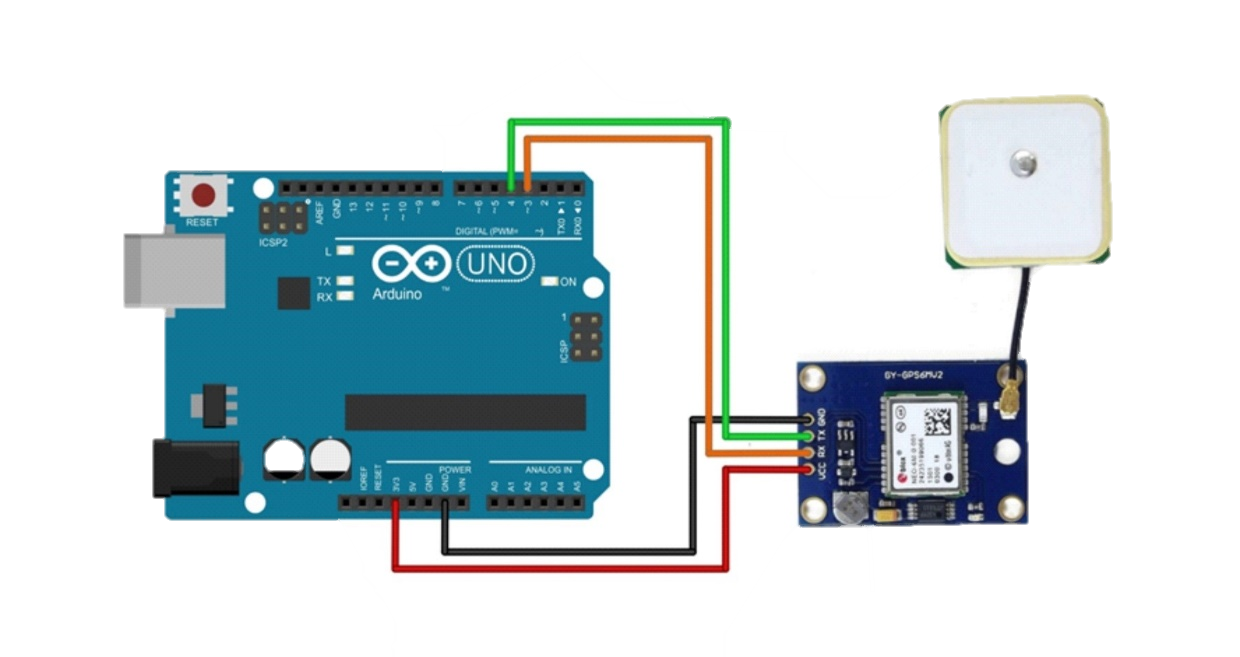 RESET
ICSP2
AREF
GND
13
12
~11
~10
~9
8
7
~6
~5
4
~3
2
TX0 ▶ 1
RX0 ◀ 0
DIGITAL (PWM=
L
TX
RX
UNO
Arduino
TM
ON
1
ICSP
IOREF
RESET
3V3
5V
GND
GND
VIN
POWER
ANALOG IN
A0
A1
A2
A3
A4
A5
GY-GPS6MV2
GND
TX
RX
VCC